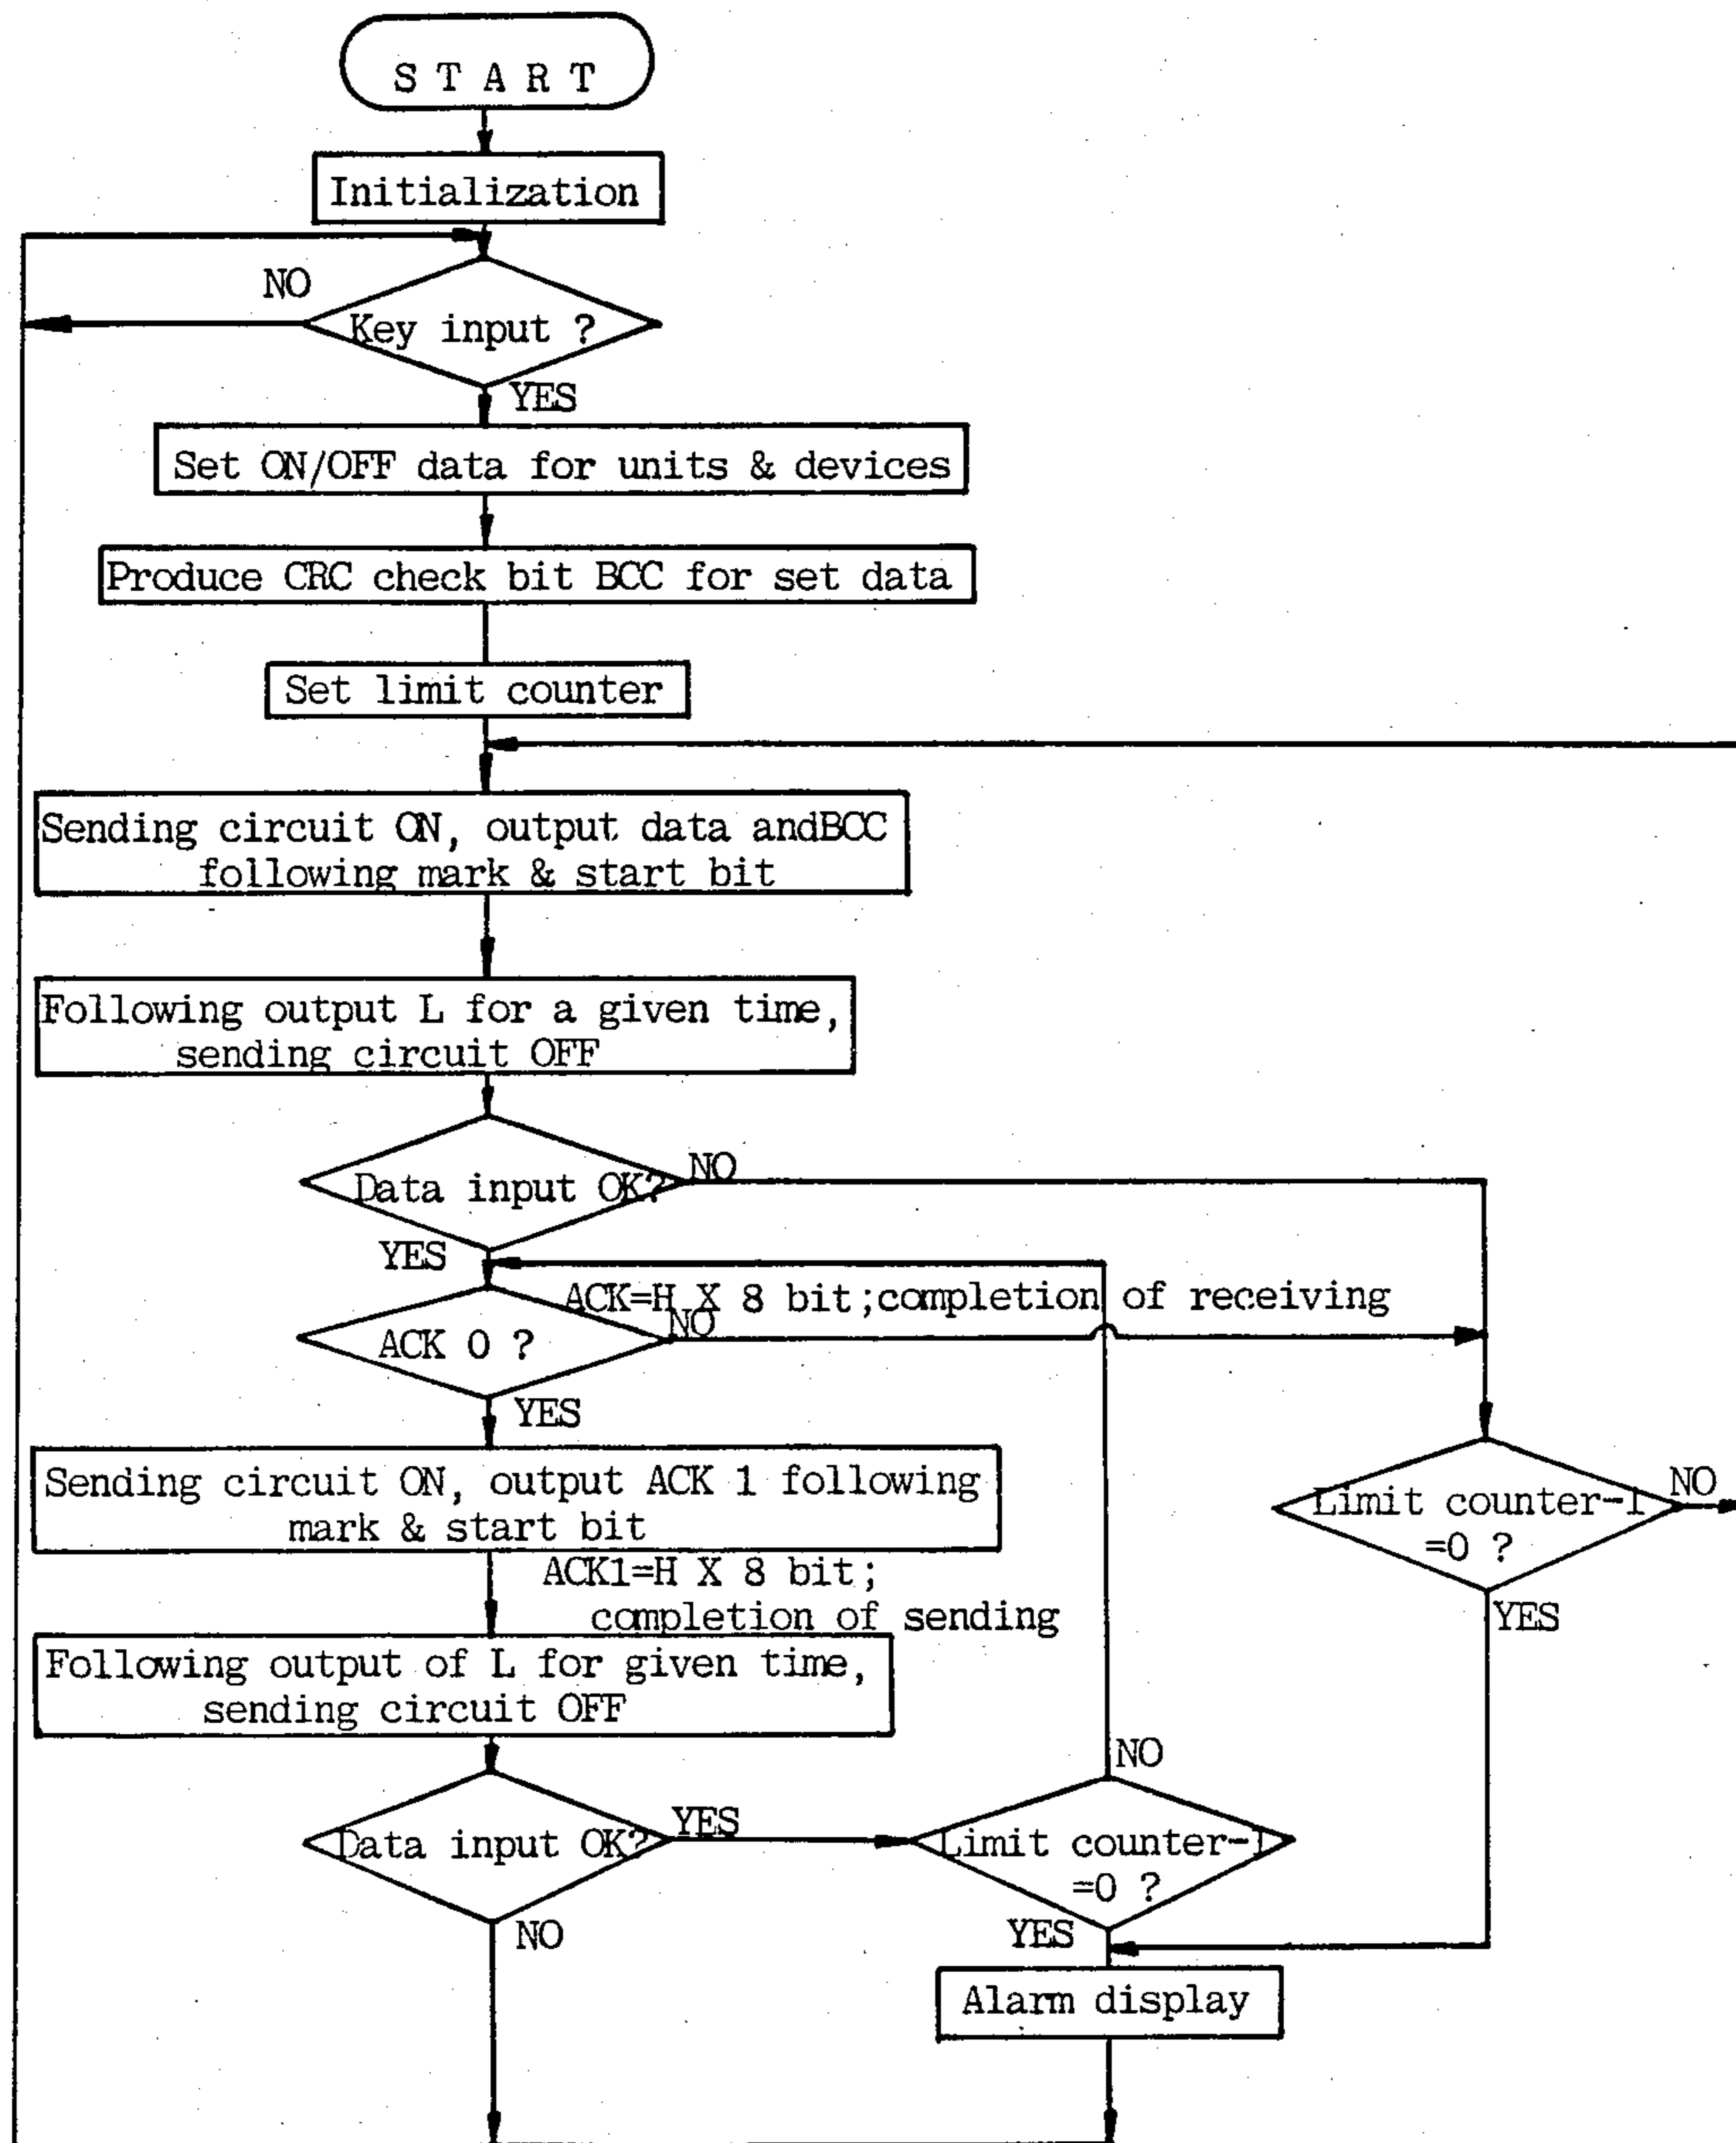 S T A R T
Initialization
NO
Key input ?
YES
Set ON/OFF data for units & devices
Produce CRC check bit BCC for set data
Set limit counter
Sending circuit ON, output data andBCC
following mark & start bit
Following output L for a given time,
sending circuit OFF
Data input OK?
NO
YES
ACK=H X 8 bit;completion of receiving
ACK 0 ?
NO
YES
Sending circuit ON, output ACK 1 following
mark & start bit
Limit counter-1
=0 ?
NO
YES
ACK1=H X 8 bit;
completion of sending
Following output of L for given time,
sending circuit OFF
Data input OK?
YES
NO
NO
Limit counter-1
=0 ?
YES
Alarm display